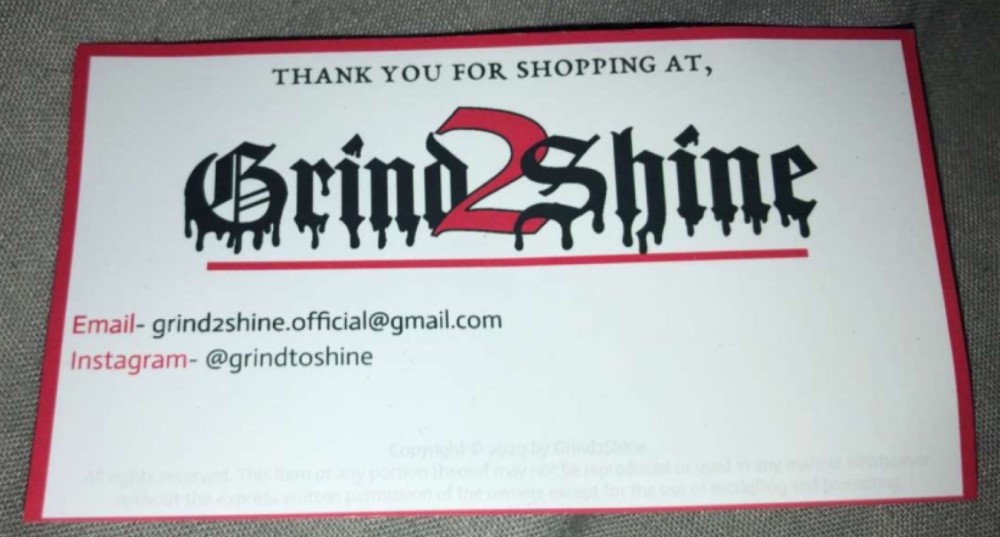 THANK YOU FOR SHOPPING AT,
Grind2Shine
Email- grind2shine.official@gmail.com
Instagram- @grindtoshine
Copyright © 2020 by Grind2Shine
All rights reserved. This item or any portion thereof may not be reproduced or used in any manner whatsoever
without the express written permission of the owners except for the use of modelling and promoting.